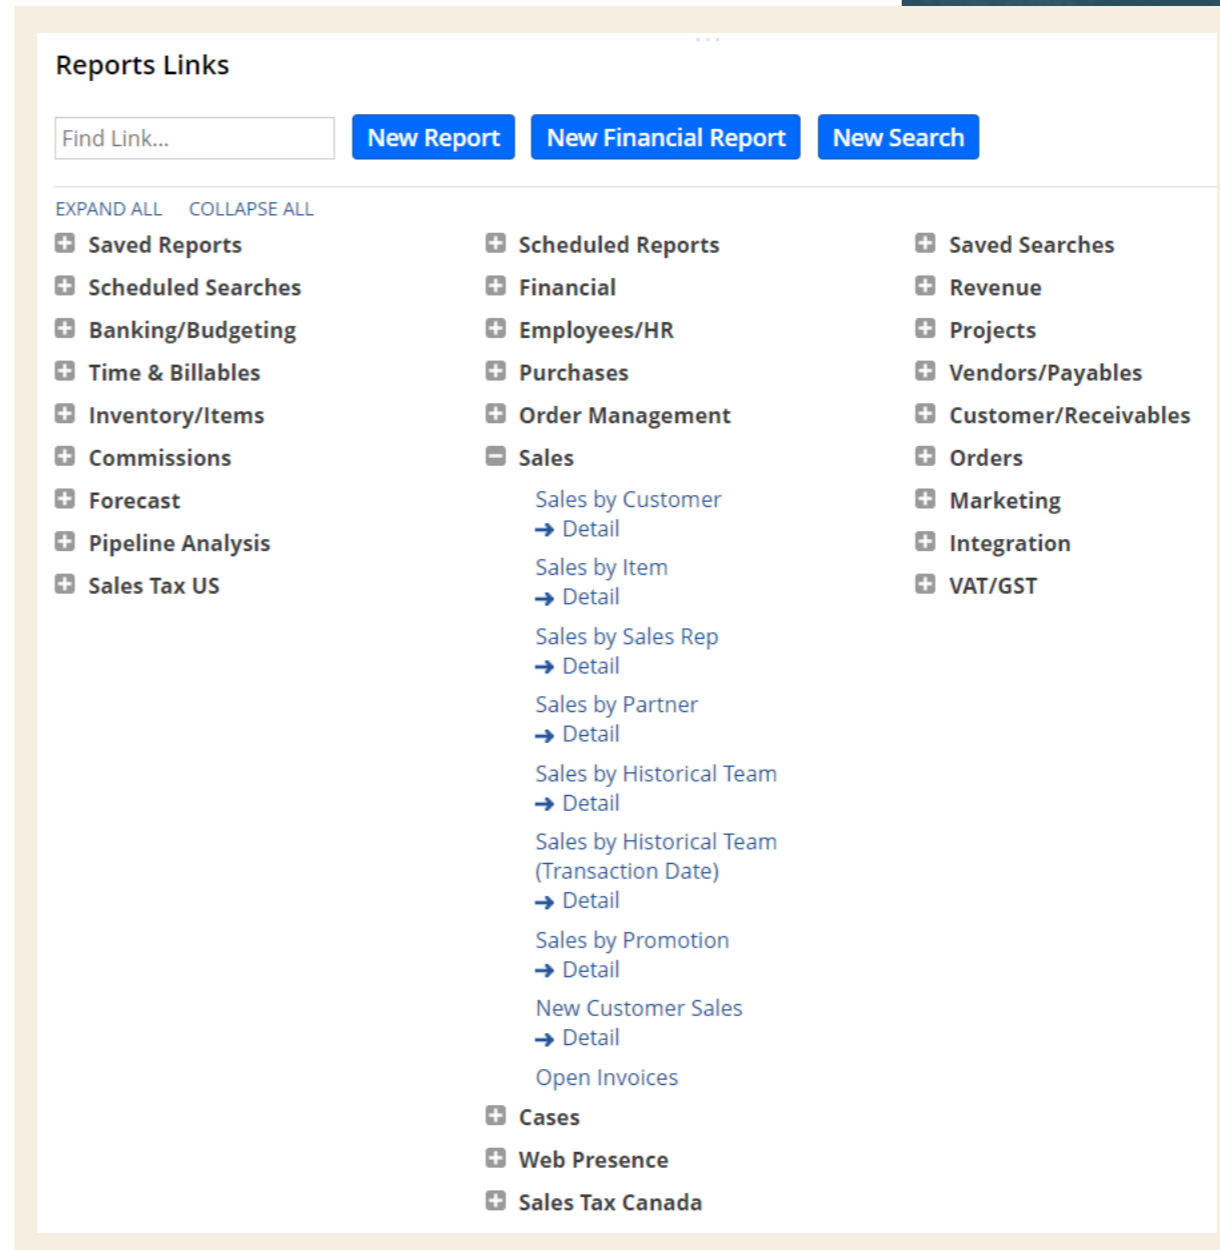 Reports Links
Find Link...
New Report
New Financial Report
New Search
EXPAND ALL
COLLAPSE ALL
Saved Reports
Scheduled Searches
Banking/Budgeting
Time & Billables
Inventory/Items
Commissions
Forecast
Pipeline Analysis
Sales Tax US
Scheduled Reports
Financial
Employees/HR
Purchases
Order Management
Sales
Sales by Customer
Detail
Sales by Item
Detail
Sales by Sales Rep
Detail
Sales by Partner
Detail
Sales by Historical Team
Detail
Sales by Historical Team
(Transaction Date)
Detail
Sales by Promotion
Detail
New Customer Sales
Detail
Open Invoices
Cases
Web Presence
Sales Tax Canada
Saved Searches
Revenue
Projects
Vendors/Payables
Customer/Receivables
Orders
Marketing
Integration
VAT/GST